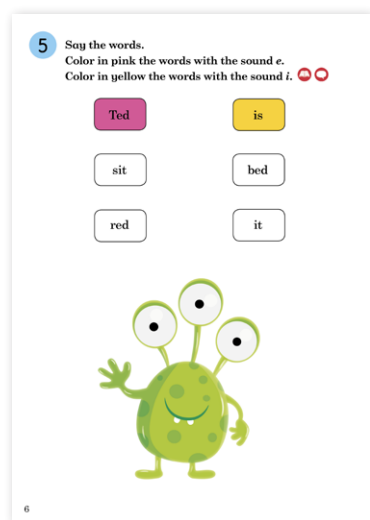 5 Say the words.
Color in pink the words with the sound e.
Color in yellow the words with the sound i.
Ted is
sit bed
red it
6